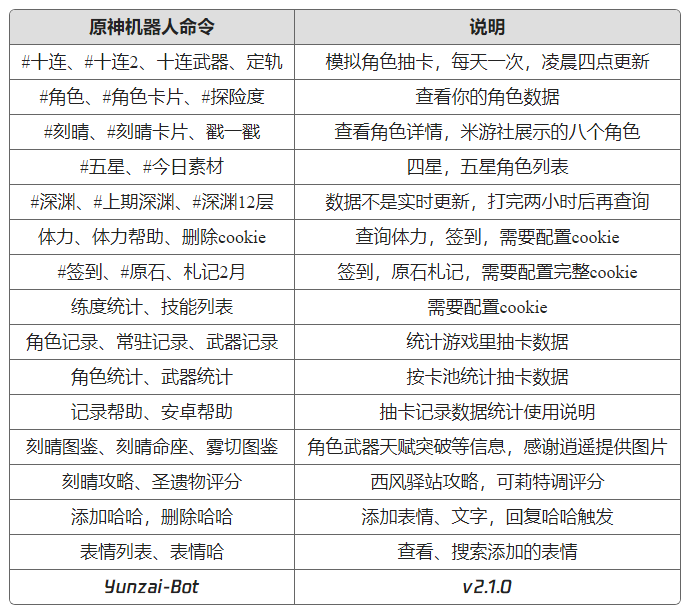 原神机器人命令 说明
#十连、#十连2、十连武器、定轨 模拟角色抽卡，每天一次，凌晨四点更新
#角色、#角色卡片、#探险度 查看你的角色数据
#刻晴、#刻晴卡片、戳一戳 查看角色详情，米游社展示的八个角色
#五星、#今日素材 四星，五星角色列表
#深渊、#上期深渊、#深渊12层 数据不是实时更新，打完两小时后再查询
体力、体力帮助、删除cookie 查询体力，签到，需要配置cookie
#签到、#原石、札记2月 签到，原石札记，需要配置完整cookie
练度统计、技能列表 需要配置cookie
角色记录、常驻记录、武器记录 统计游戏里抽卡数据
角色统计、武器统计 按卡池统计抽卡数据
记录帮助、安卓帮助 抽卡记录数据统计使用说明
刻晴图鉴、刻晴命座、雾切图鉴 角色武器天赋突破等信息，感谢逍遥提供图片
刻晴攻略、圣遗物评分 西风驿站攻略，可莉特调评分
添加哈哈，删除哈哈 添加表情、文字，回复哈哈触发
表情列表、表情哈 查看、搜索添加的表情
Yunzai-Bot v2.1.0